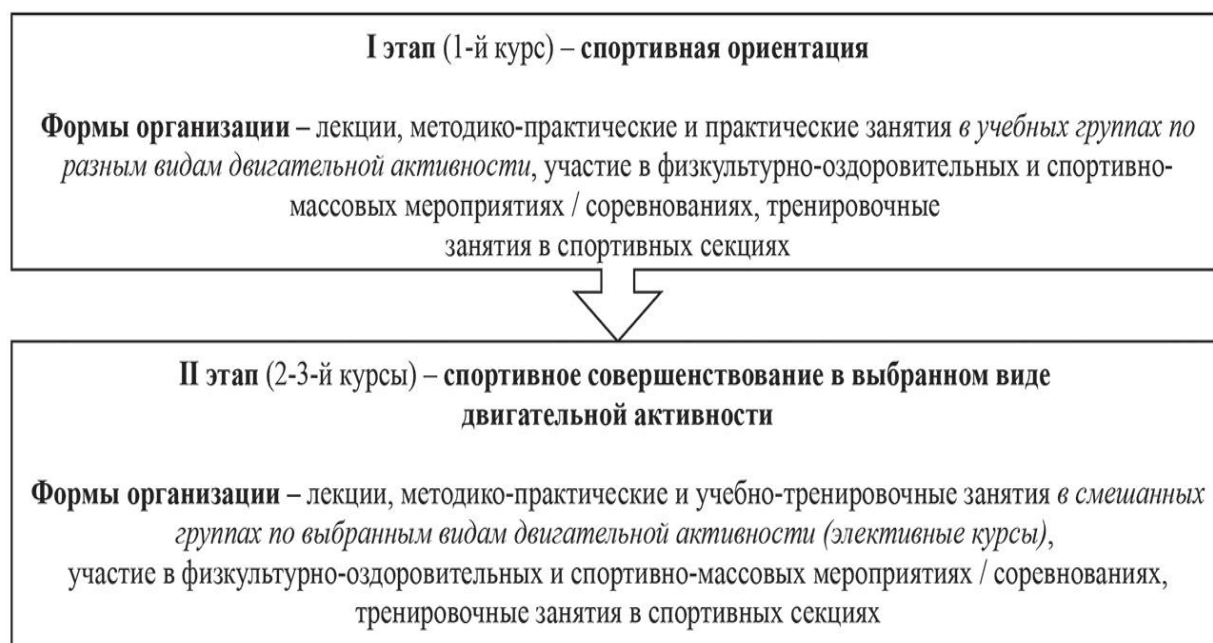 I этап (1-й курс) – спортивная ориентация
Формы организации – лекции, методико-практические и практические занятия в учебных группах по
разным видам двигательной активности, участие в физкультурно-оздоровительных и спортивно-
массовых мероприятиях / соревнованиях, тренировочные
занятия в спортивных секциях
II этап (2-3-й курсы) – спортивное совершенствование в выбранном виде
двигательной активности
Формы организации – лекции, методико-практические и учебно-тренировочные занятия в смешанных
группах по выбранным видам двигательной активности (элективные курсы),
участие в физкультурно-оздоровительных и спортивно-массовых мероприятиях / соревнованиях,
тренировочные занятия в спортивных секциях